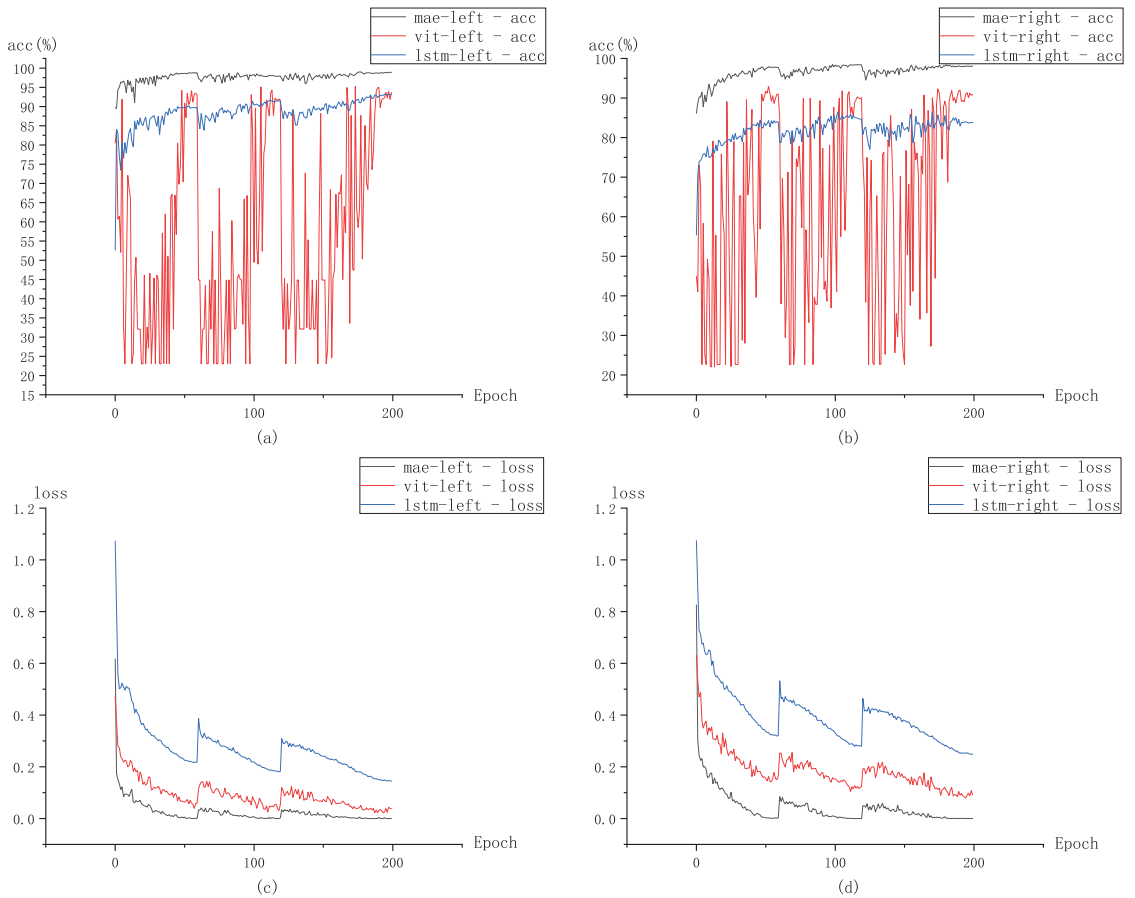 mae-left - acc
vit-left - acc
lstm-left - acc
acc(%)
100
95
90
85
80
75
70
65
60
55
50
45
40
35
30
25
20
15
0
100
200
Epoch
(a)
mae-right - acc
vit-right - acc
lstm-right - acc
acc(%)
100
90
80
70
60
50
40
30
20
0
100
200
Epoch
(b)
mae-left - loss
vit-left - loss
lstm-left - loss
loss
1.2
1.0
0.8
0.6
0.4
0.2
0.0
0
100
200
Epoch
(c)
mae-right - loss
vit-right - loss
lstm-right - loss
loss
1.2
1.0
0.8
0.6
0.4
0.2
0.0
0
100
200
Epoch
(d)